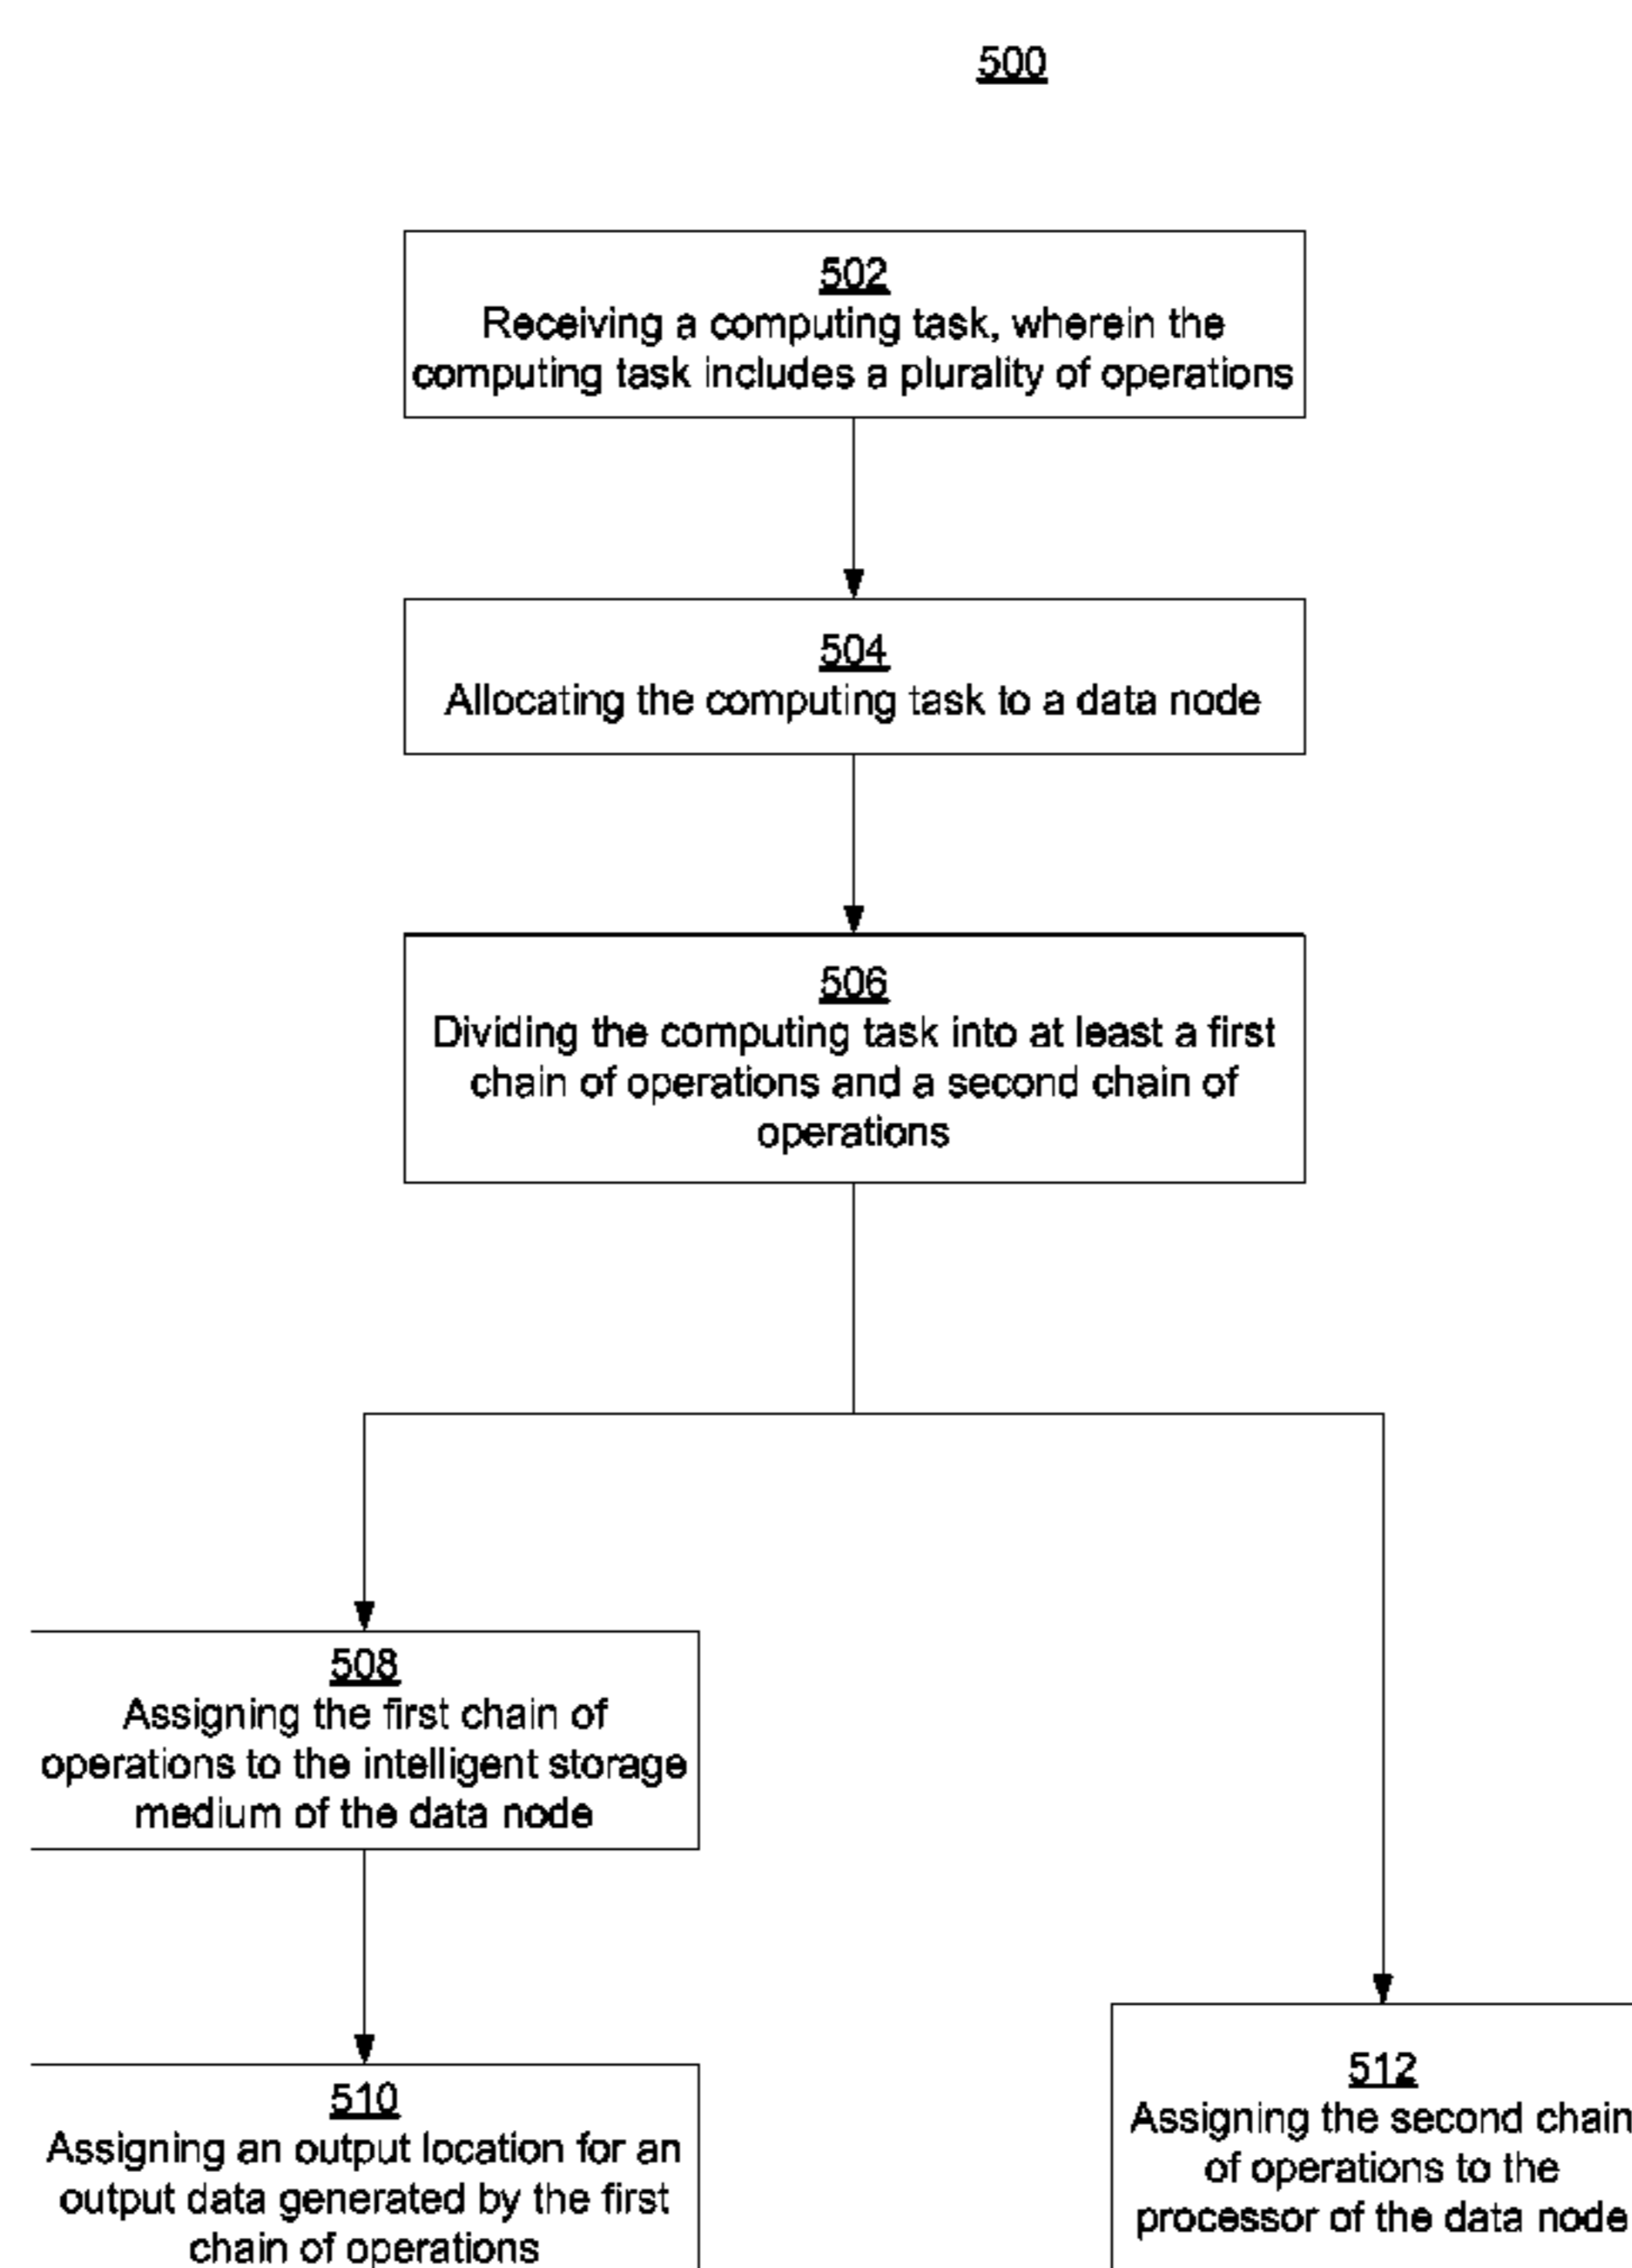 500
502
Receiving a computing task, wherein the
computing task includes a plurality of operations
504
Allocating the computing task to a data node
506
Dividing the computing task into at least a first
chain of operations and a second chain of
operations
508
Assigning the first chain of
operations to the intelligent storage
medium of the data node
510
Assigning an output location for an
output data generated by the first
chain of operations
512
Assigning the second chain
of operations to the
processor of the data node